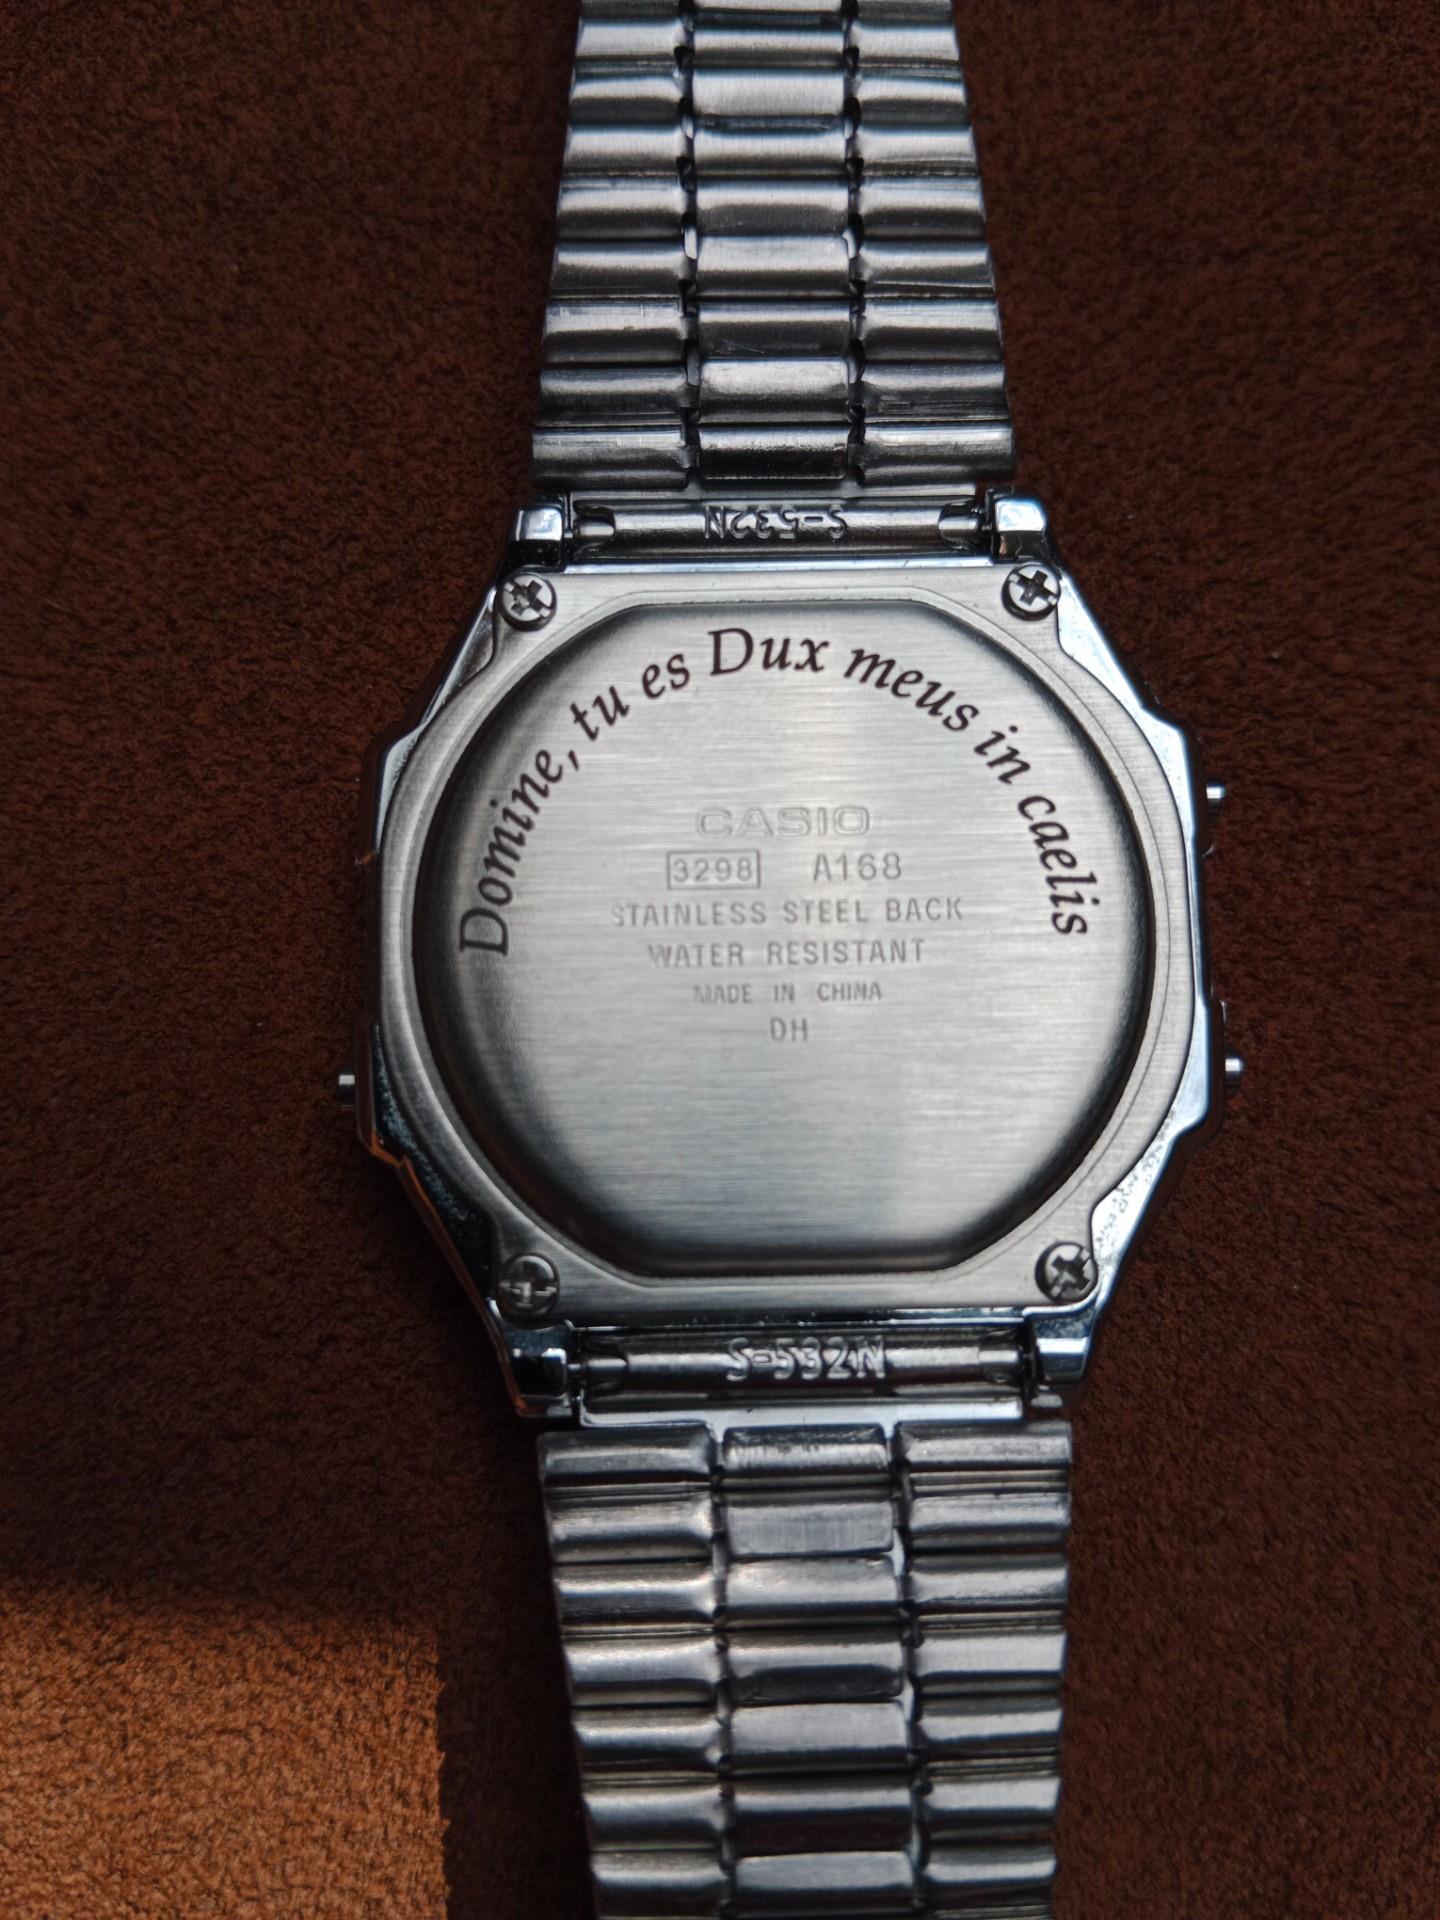 S-532N
Domine, tu es Dux meus in caelis
CASIO
3298 A168
STAINLESS STEEL BACK
WATER RESISTANT
MADE IN CHINA
DH
S-532N